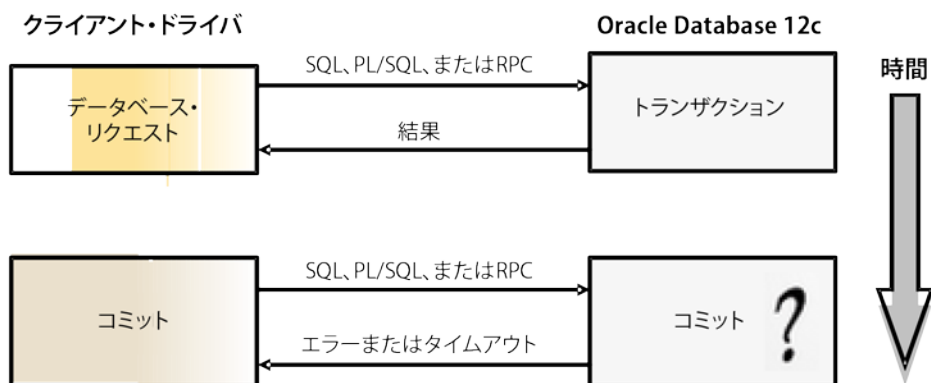 クライアント・ドライバ
Oracle Database 12c
時間
SQL、PL/SQL、またはRPC
データベース・
リクエスト
トランザクション
結果
SQL、PL/SQL、またはRPC
コミット
コミット
?
エラーまたはタイムアウト